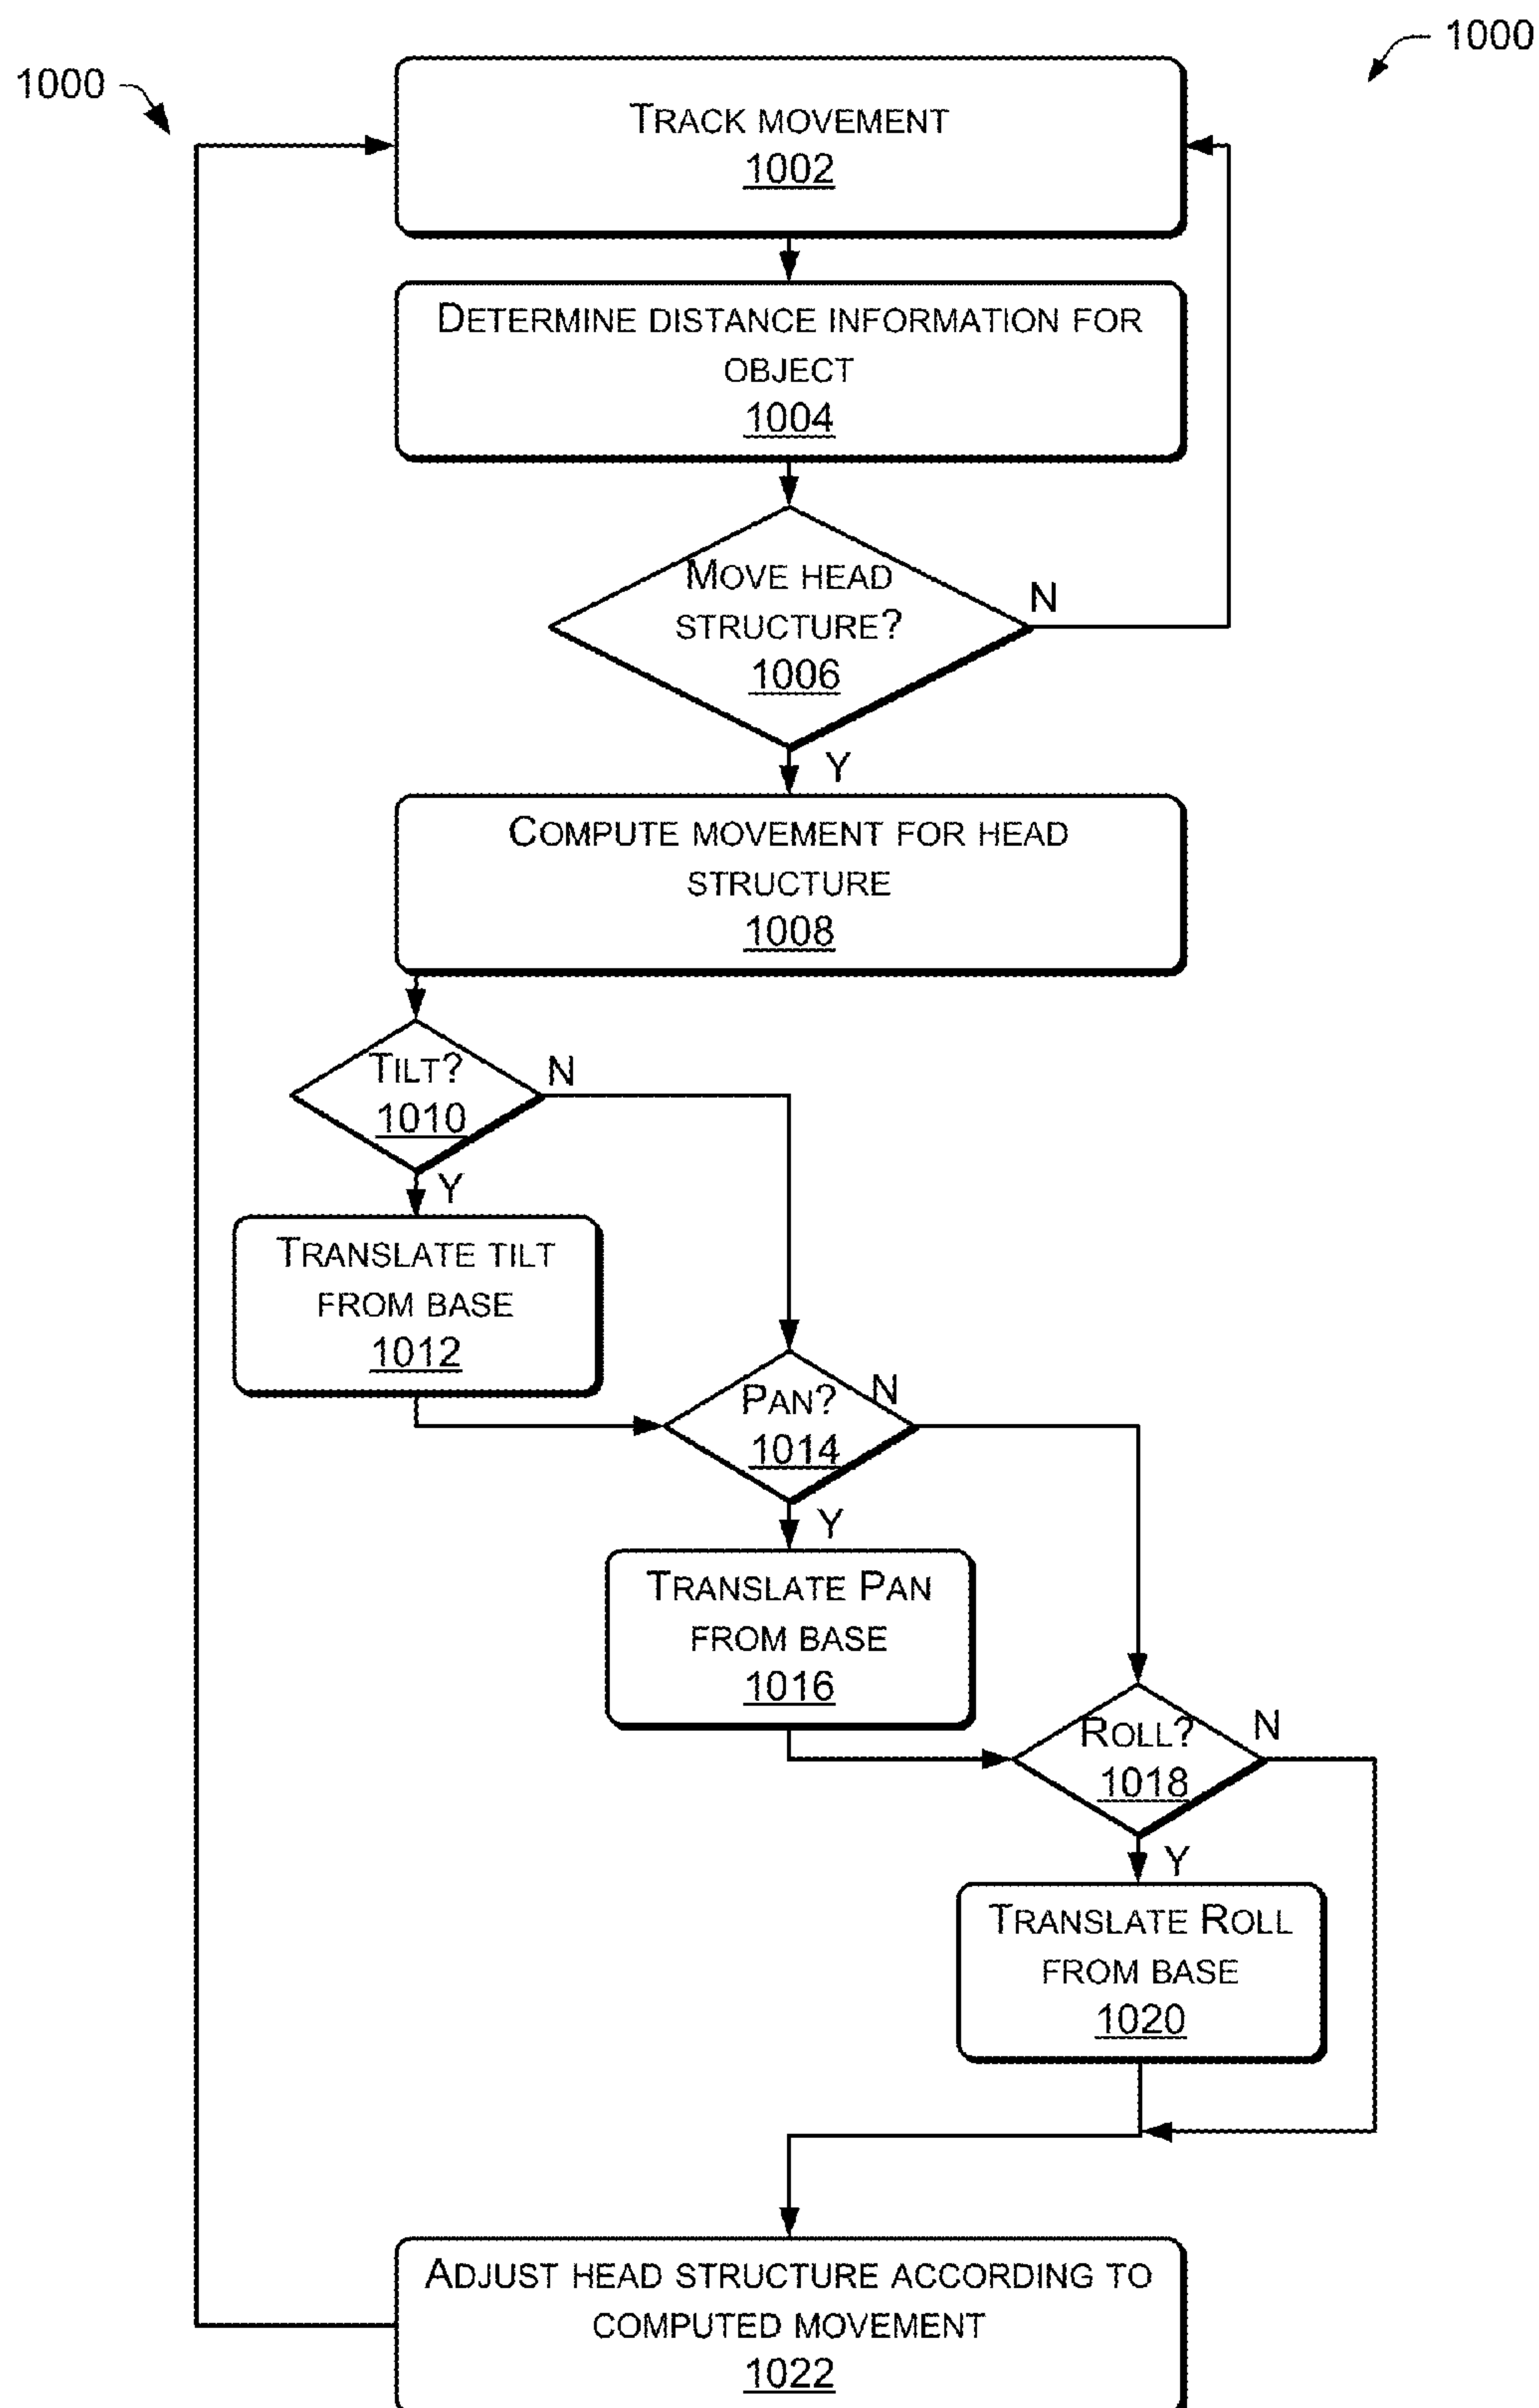 1000
1000
TRACK MOVEMENT
1002
DETERMINE DISTANCE INFORMATION FOR
OBJECT
1004
MOVE HEAD
STRUCTURE?
1006
N
Y
COMPUTE MOVEMENT FOR HEAD
STRUCTURE
1008
TILT?
1010
N
Y
TRANSLATE TILT
FROM BASE
1012
PAN?
1014
N
Y
TRANSLATE PAN
FROM BASE
1016
ROLL?
1018
N
Y
TRANSLATE ROLL
FROM BASE
1020
ADJUST HEAD STRUCTURE ACCORDING TO
COMPUTED MOVEMENT
1022